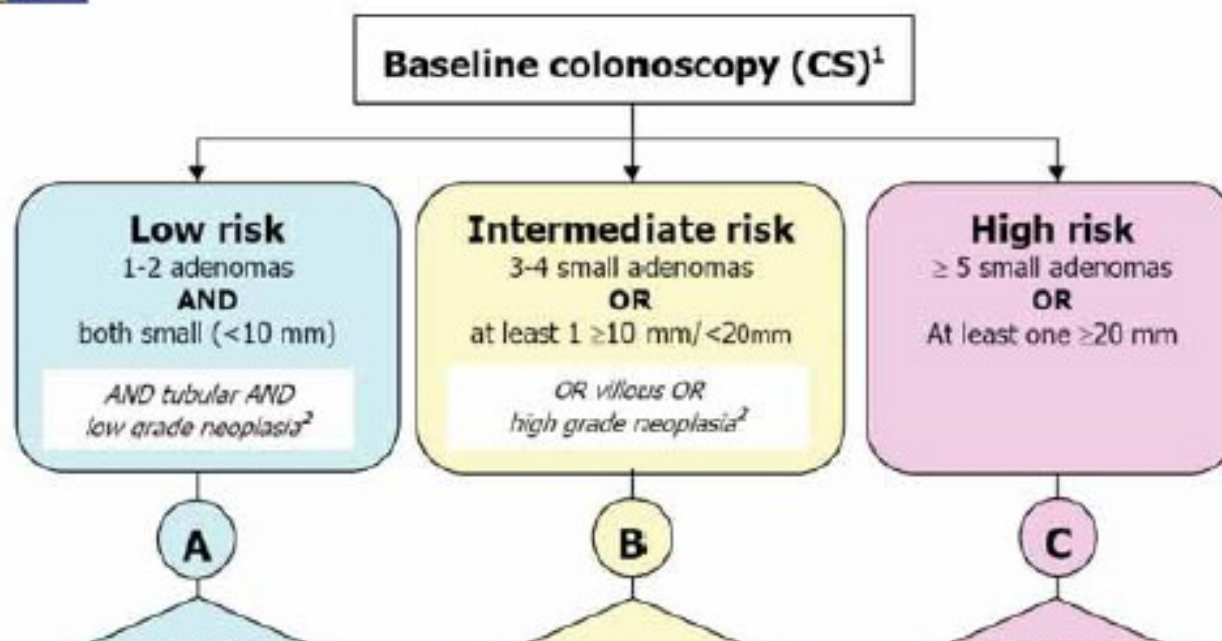 Baseline colonoscopy (CS)¹
Low risk
1-2 adenomas
AND
both small (<10 mm)
AND tubular AND
low grade neoplasia²
A
Intermediate risk
3-4 small adenomas
OR
at least 1 ≥10 mm/<20mm
OR villous OR
high grade neoplasia²
B
High risk
≥ 5 small adenomas
OR
At least one ≥20 mm
C